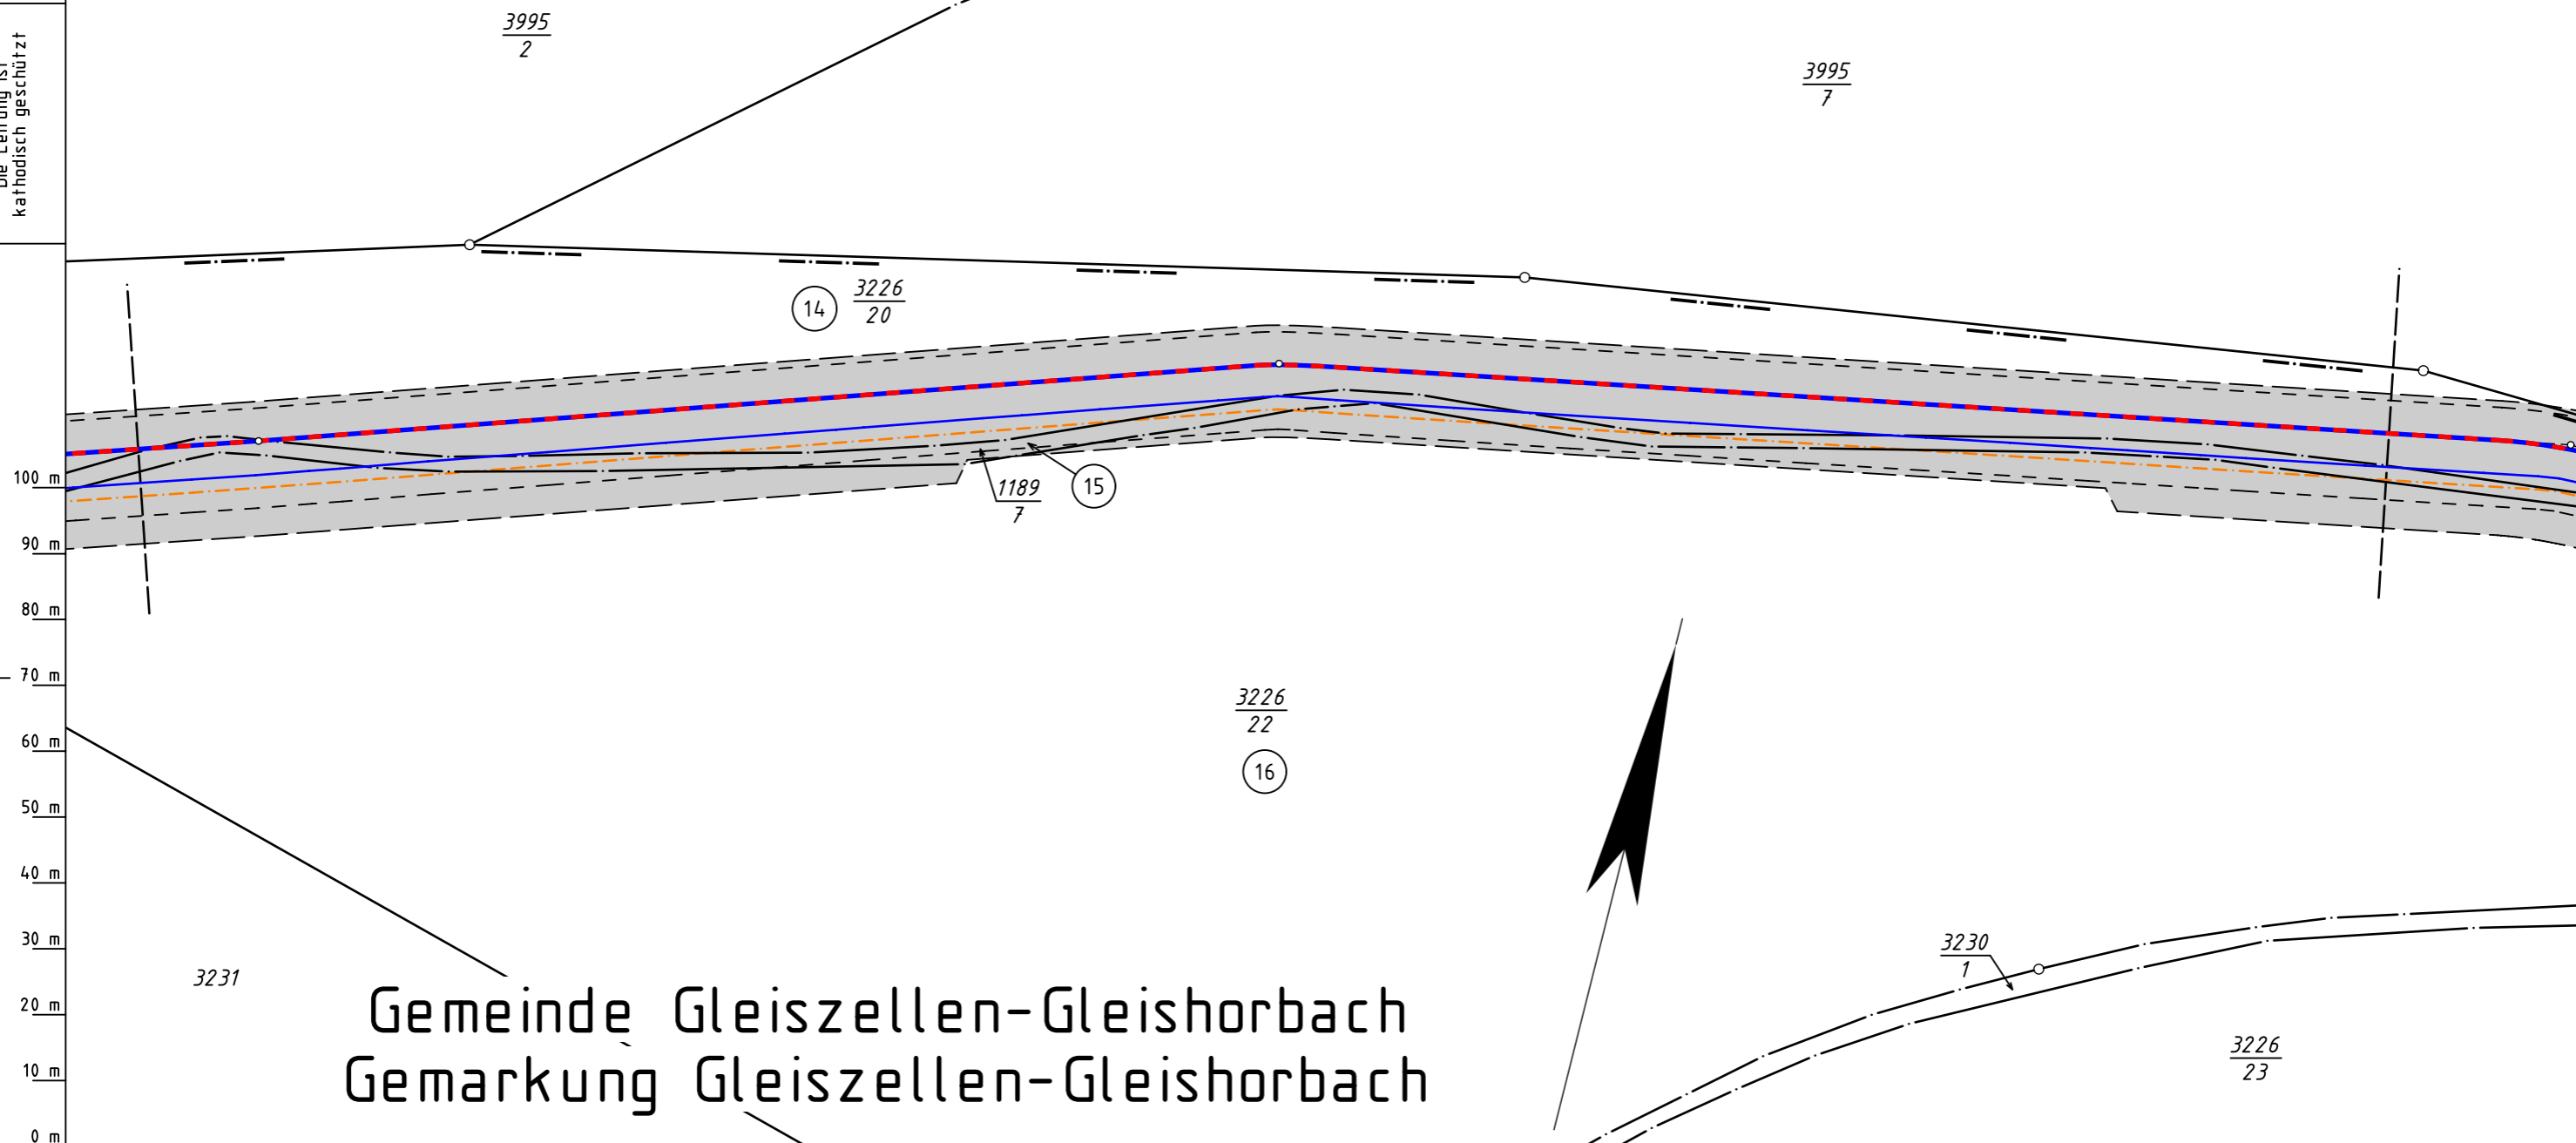 Die Leitung ist
kathodisch geschützt
3995
2
3995
7
14
3226
20
15
1189
7
100 m
90 m
80 m
70 m
60 m
50 m
40 m
30 m
20 m
10 m
0 m
3226
22
16
3230
1
3231
3226
23
Gemeinde Gleiszellen-Gleishorbach
Gemarkung Gleiszellen-Gleishorbach